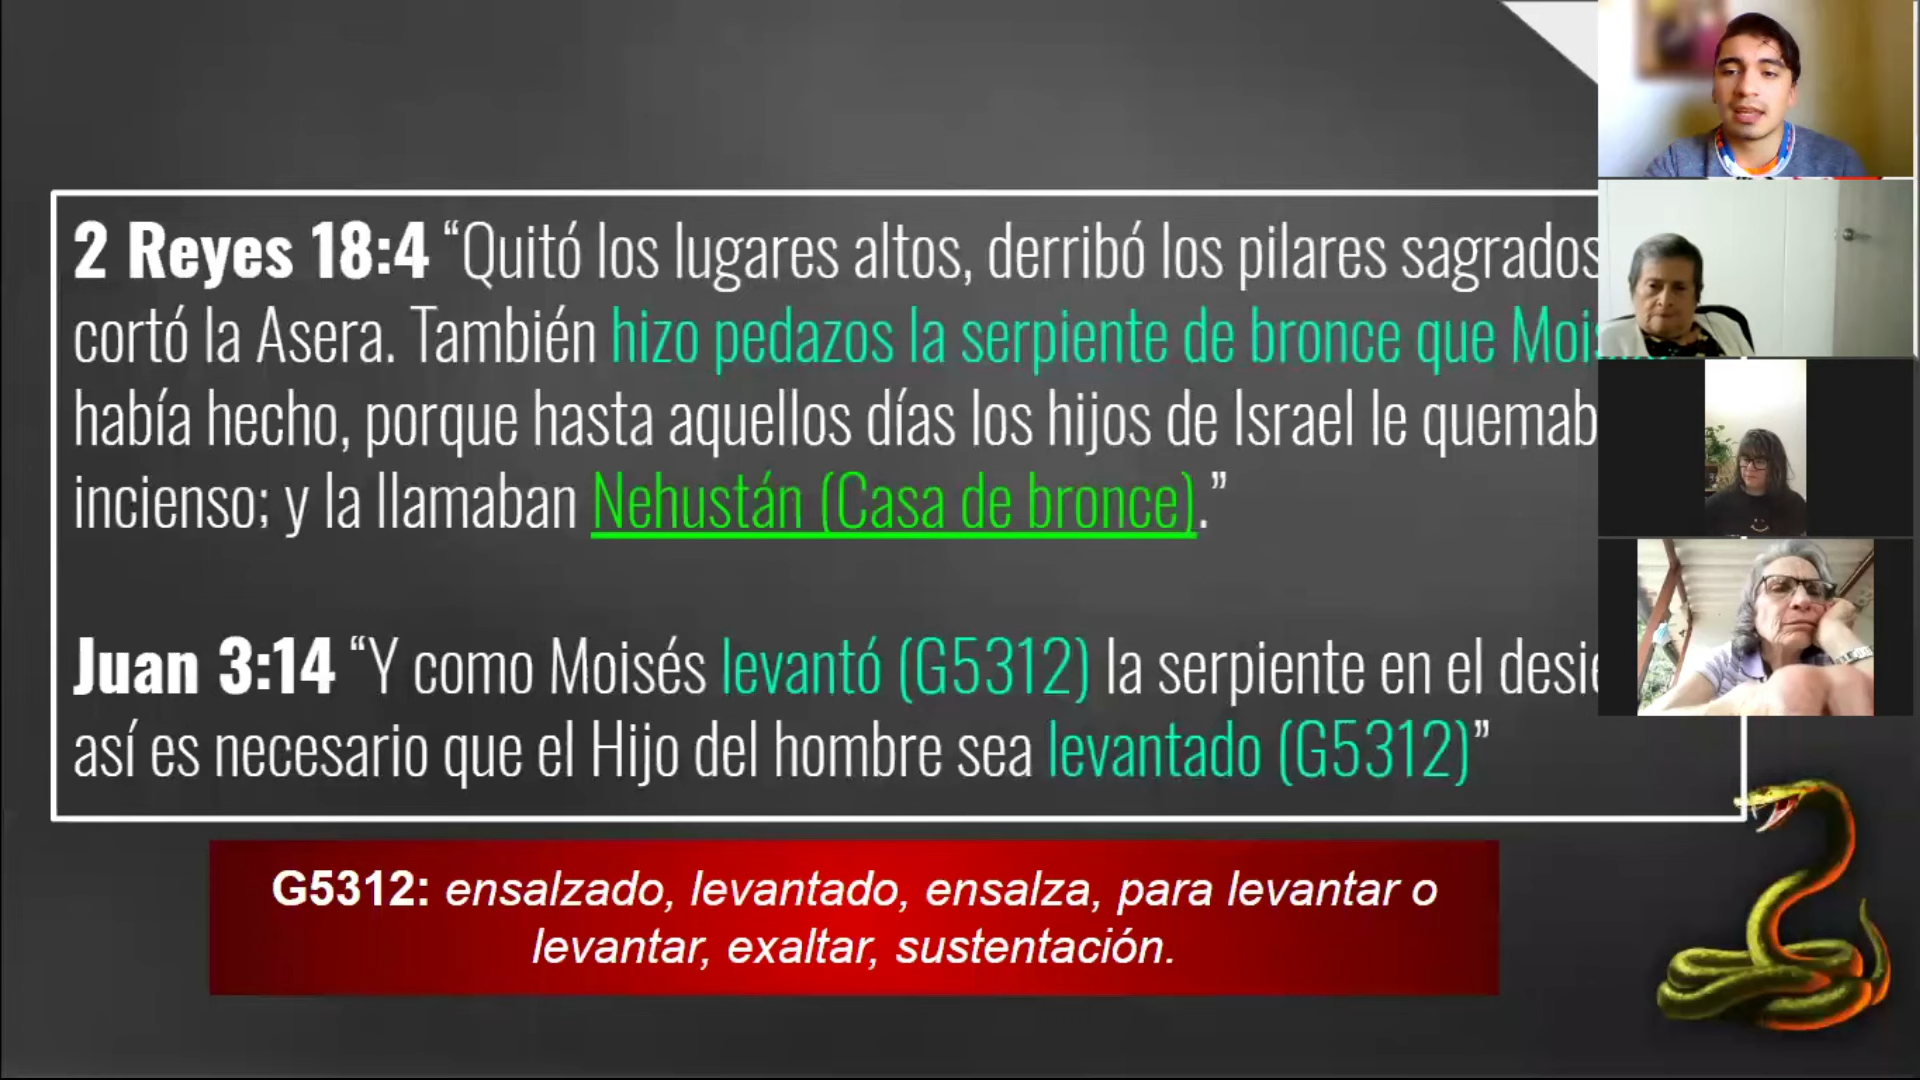 2 Reyes 18:4 “Quitó los lugares altos, derribó los pilares sagrados
cortó la Asera. También hizo pedazos la serpiente de bronce que
había hecho, porque hasta aquellos días los hijos de Israel le
incienso; y la llamaban Nehustán (Casa de bronce).”
Juan 3:14 “Y como Moisés levantó (G5312) la serpiente en el
así es necesario que el Hijo del hombre sea levantado (G5312)”
G5312: ensalzado, levantado, ensalza, para levantar o
levantar, exaltar, sustentación.